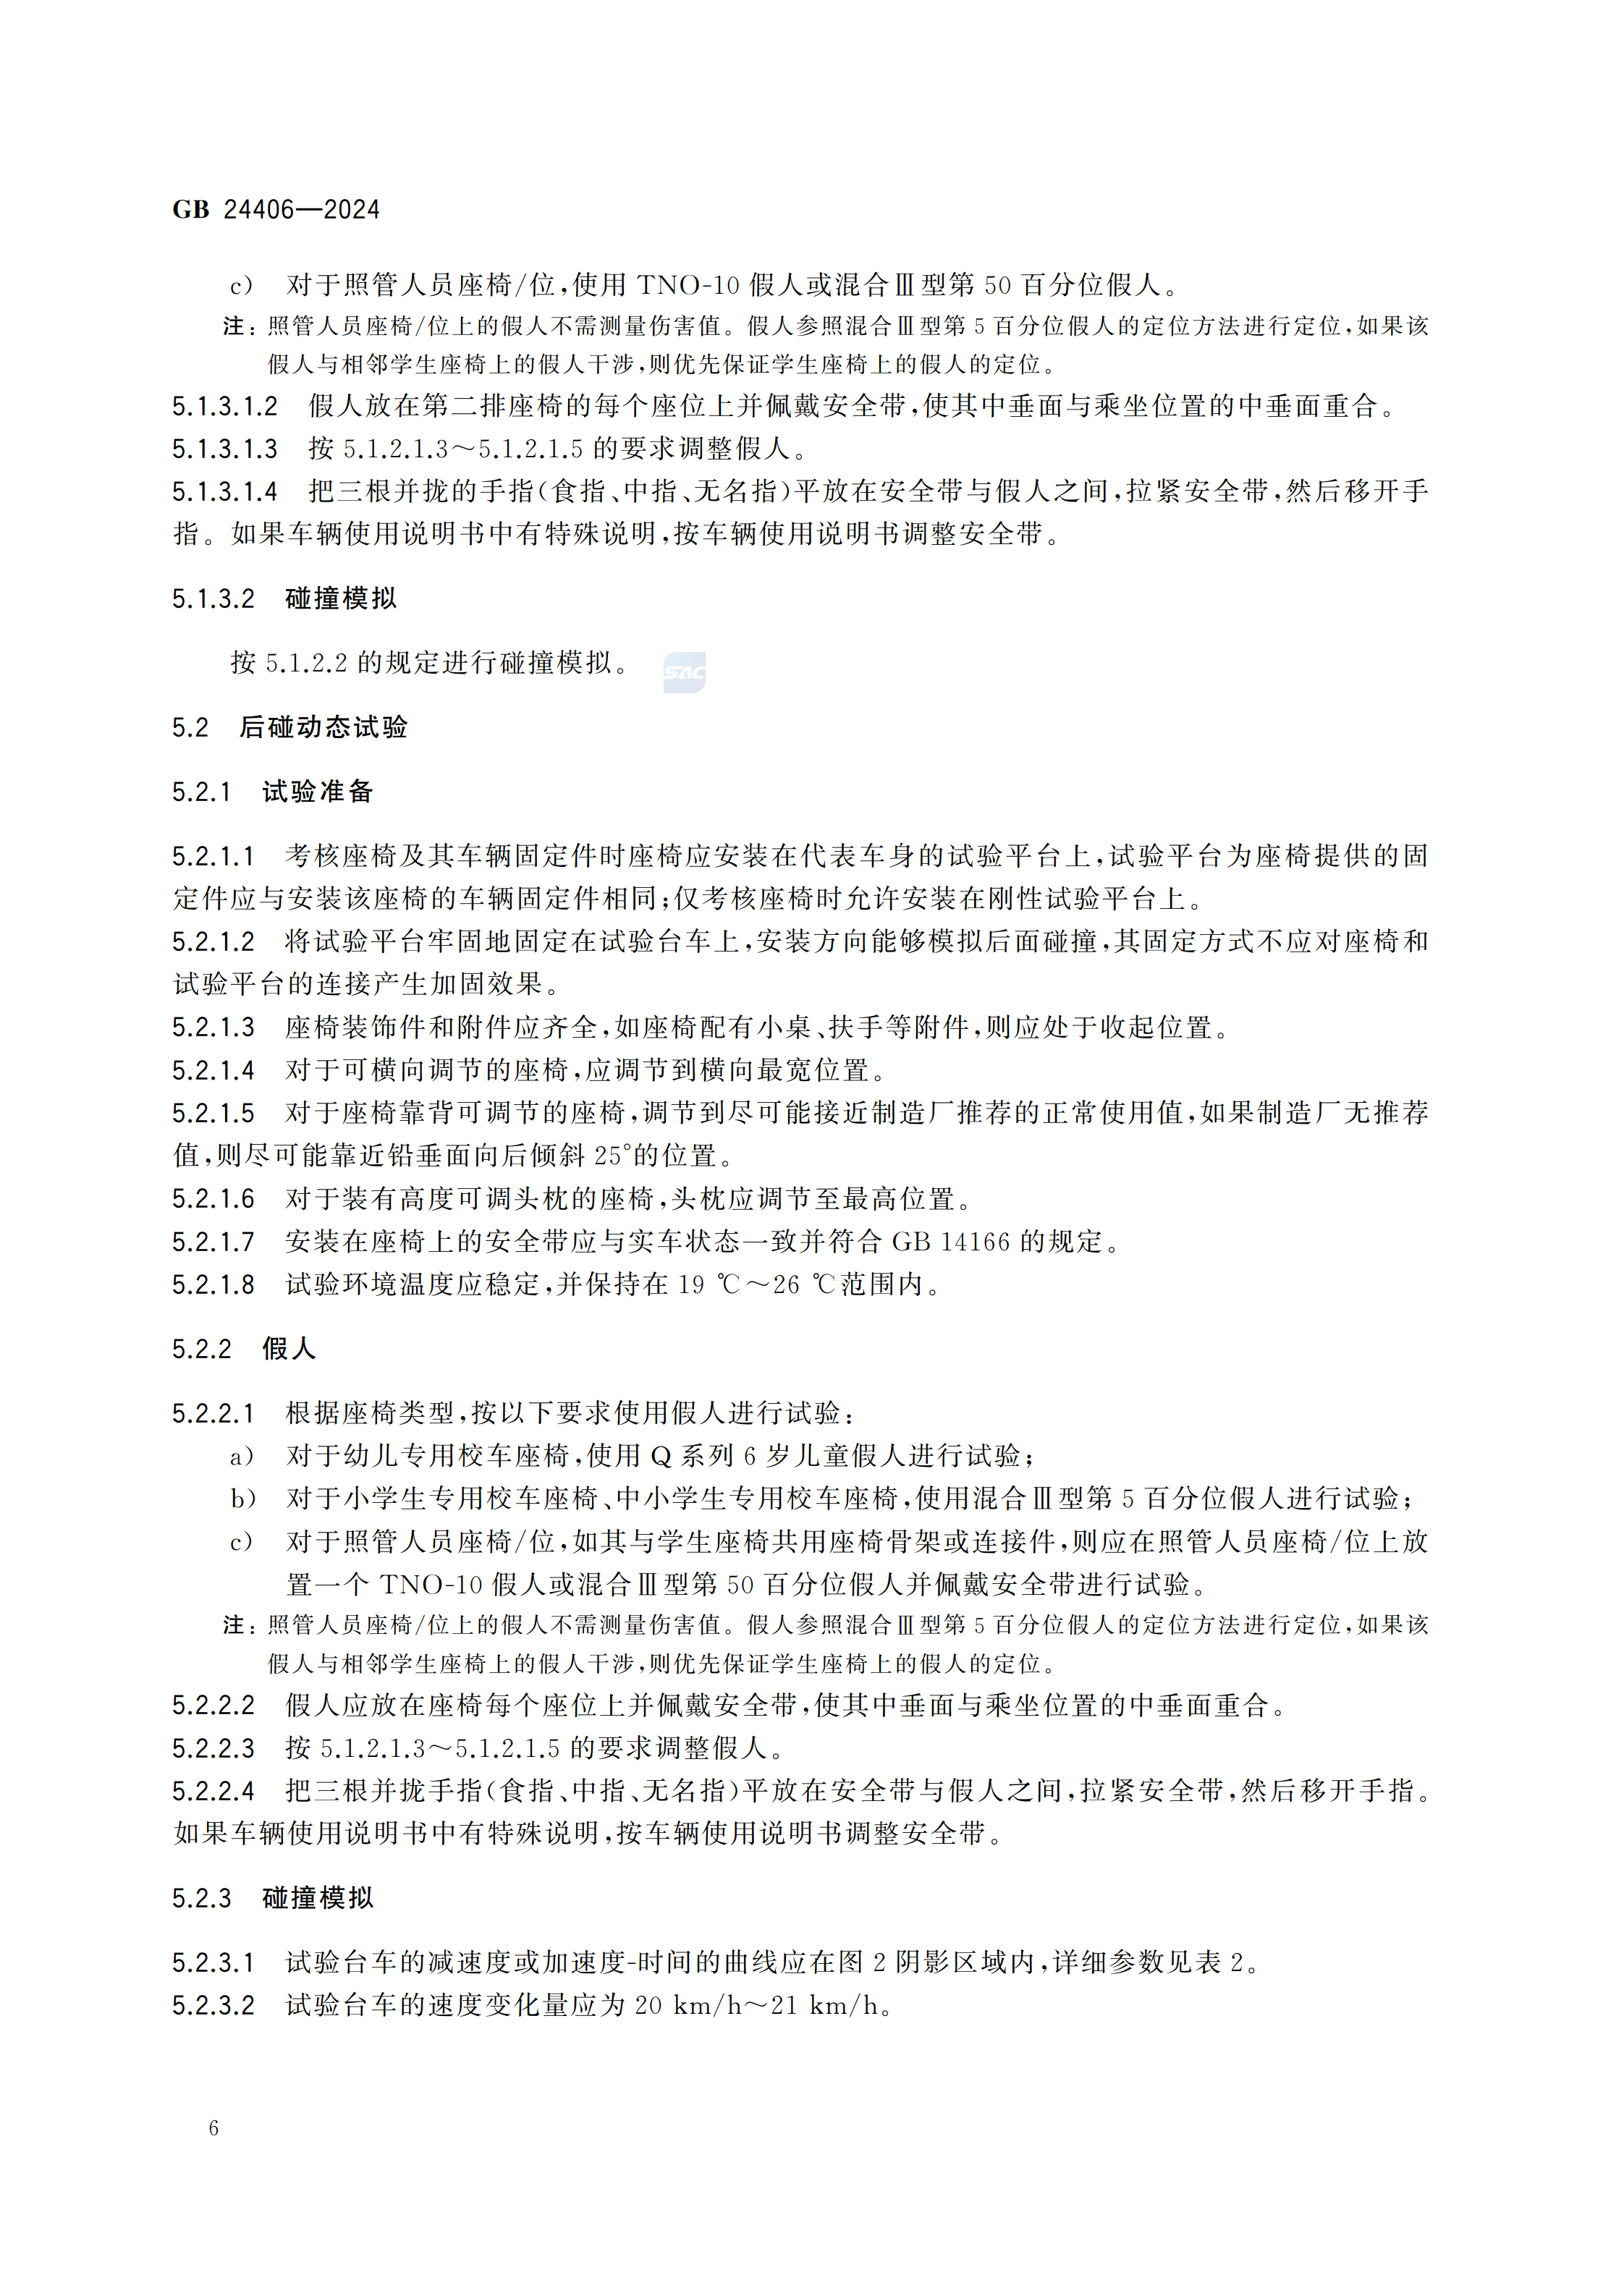 GB 24406—2024
c) 对于照管人员座椅/位,使用 TNO-10 假人或混合Ⅲ型第 50 百分位假人。
注: 照管人员座椅/位上的假人不需测量伤害值。假人参照混合Ⅲ型第 5 百分位假人的定位方法进行定位,如果该
假人与相邻学生座椅上的假人干涉,则优先保证学生座椅上的假人的定位。
5.1.3.1.2 假人放在第二排座椅的每个座位上并佩戴安全带,使其中垂面与乘坐位置的中垂面重合。
5.1.3.1.3 按 5.1.2.1.3～5.1.2.1.5 的要求调整假人。
5.1.3.1.4 把三根并拢的手指(食指、中指、无名指)平放在安全带与假人之间,拉紧安全带,然后移开手
指。如果车辆使用说明书中有特殊说明,按车辆使用说明书调整安全带。
5.1.3.2 碰撞模拟
按 5.1.2.2 的规定进行碰撞模拟。
SAC
5.2 后碰动态试验
5.2.1 试验准备
5.2.1.1 考核座椅及其车辆固定件时座椅应安装在代表车身的试验平台上,试验平台为座椅提供的固
定件应与安装该座椅的车辆固定件相同;仅考核座椅时允许安装在刚性试验平台上。
5.2.1.2 将试验平台牢固地固定在试验台车上,安装方向能够模拟后面碰撞,其固定方式不应对座椅和
试验平台的连接产生加固效果。
5.2.1.3 座椅装饰件和附件应齐全,如座椅配有小桌、扶手等附件,则应处于收起位置。
5.2.1.4 对于可横向调节的座椅,应调节到横向最宽位置。
5.2.1.5 对于座椅靠背可调节的座椅,调节到尽可能接近制造厂推荐的正常使用值,如果制造厂无推荐
值,则尽可能靠近铅垂面向后倾斜 25°的位置。
5.2.1.6 对于装有高度可调头枕的座椅,头枕应调节至最高位置。
5.2.1.7 安装在座椅上的安全带应与实车状态一致并符合 GB 14166 的规定。
5.2.1.8 试验环境温度应稳定,并保持在 19 ℃～26 ℃范围内。
5.2.2 假人
5.2.2.1 根据座椅类型,按以下要求使用假人进行试验:
a) 对于幼儿专用校车座椅,使用 Q 系列 6 岁儿童假人进行试验;
b) 对于小学生专用校车座椅、中小学生专用校车座椅,使用混合Ⅲ型第 5 百分位假人进行试验;
c) 对于照管人员座椅/位,如其与学生座椅共用座椅骨架或连接件,则应在照管人员座椅/位上放
置一个 TNO-10 假人或混合Ⅲ型第 50 百分位假人并佩戴安全带进行试验。
注: 照管人员座椅/位上的假人不需测量伤害值。假人参照混合Ⅲ型第 5 百分位假人的定位方法进行定位,如果该
假人与相邻学生座椅上的假人干涉,则优先保证学生座椅上的假人的定位。
5.2.2.2 假人应放在座椅每个座位上并佩戴安全带,使其中垂面与乘坐位置的中垂面重合。
5.2.2.3 按 5.1.2.1.3～5.1.2.1.5 的要求调整假人。
5.2.2.4 把三根并拢手指(食指、中指、无名指)平放在安全带与假人之间,拉紧安全带,然后移开手指。
如果车辆使用说明书中有特殊说明,按车辆使用说明书调整安全带。
5.2.3 碰撞模拟
5.2.3.1 试验台车的减速度或加速度-时间的曲线应在图 2 阴影区域内,详细参数见表 2。
5.2.3.2 试验台车的速度变化量应为 20 km/h～21 km/h。
6